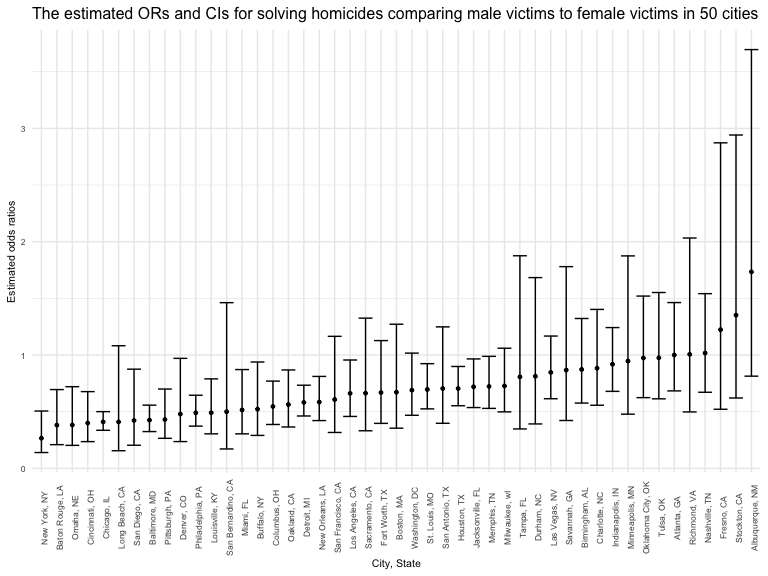 The estimated ORs and CIs for solving homicides comparing male victims to female victims in 50 cities
Estimated odds ratios
3
2
1
0
New York, NY
Baton Rouge, LA
Omaha, NE
Cincinnati, OH
Chicago, IL
Long Beach, CA
San Diego, CA
Baltimore, MD
Pittsburgh, PA
Denver, CO
Philadelphia, PA
Louisville, KY
San Bernardino, CA
Miami, FL
Buffalo, NY
Columbus, OH
Oakland, CA
Detroit, MI
New Orleans, LA
San Francisco, CA
Los Angeles, CA
Sacramento, CA
Fort Worth, TX
Boston, MA
Washington, DC
St. Louis, MO
San Antonio, TX
Houston, TX
Jacksonville, FL
Memphis, TN
Milwaukee, wI
Tampa, FL
Durham, NC
Las Vegas, NV
Savannah, GA
Birmingham, AL
Charlotte, NC
Indianapolis, IN
Minneapolis, MN
Oklahoma City, OK
Tulsa, OK
Atlanta, GA
Richmond, VA
Nashville, TN
Fresno, CA
Stockton, CA
Albuquerque, NM
City, State